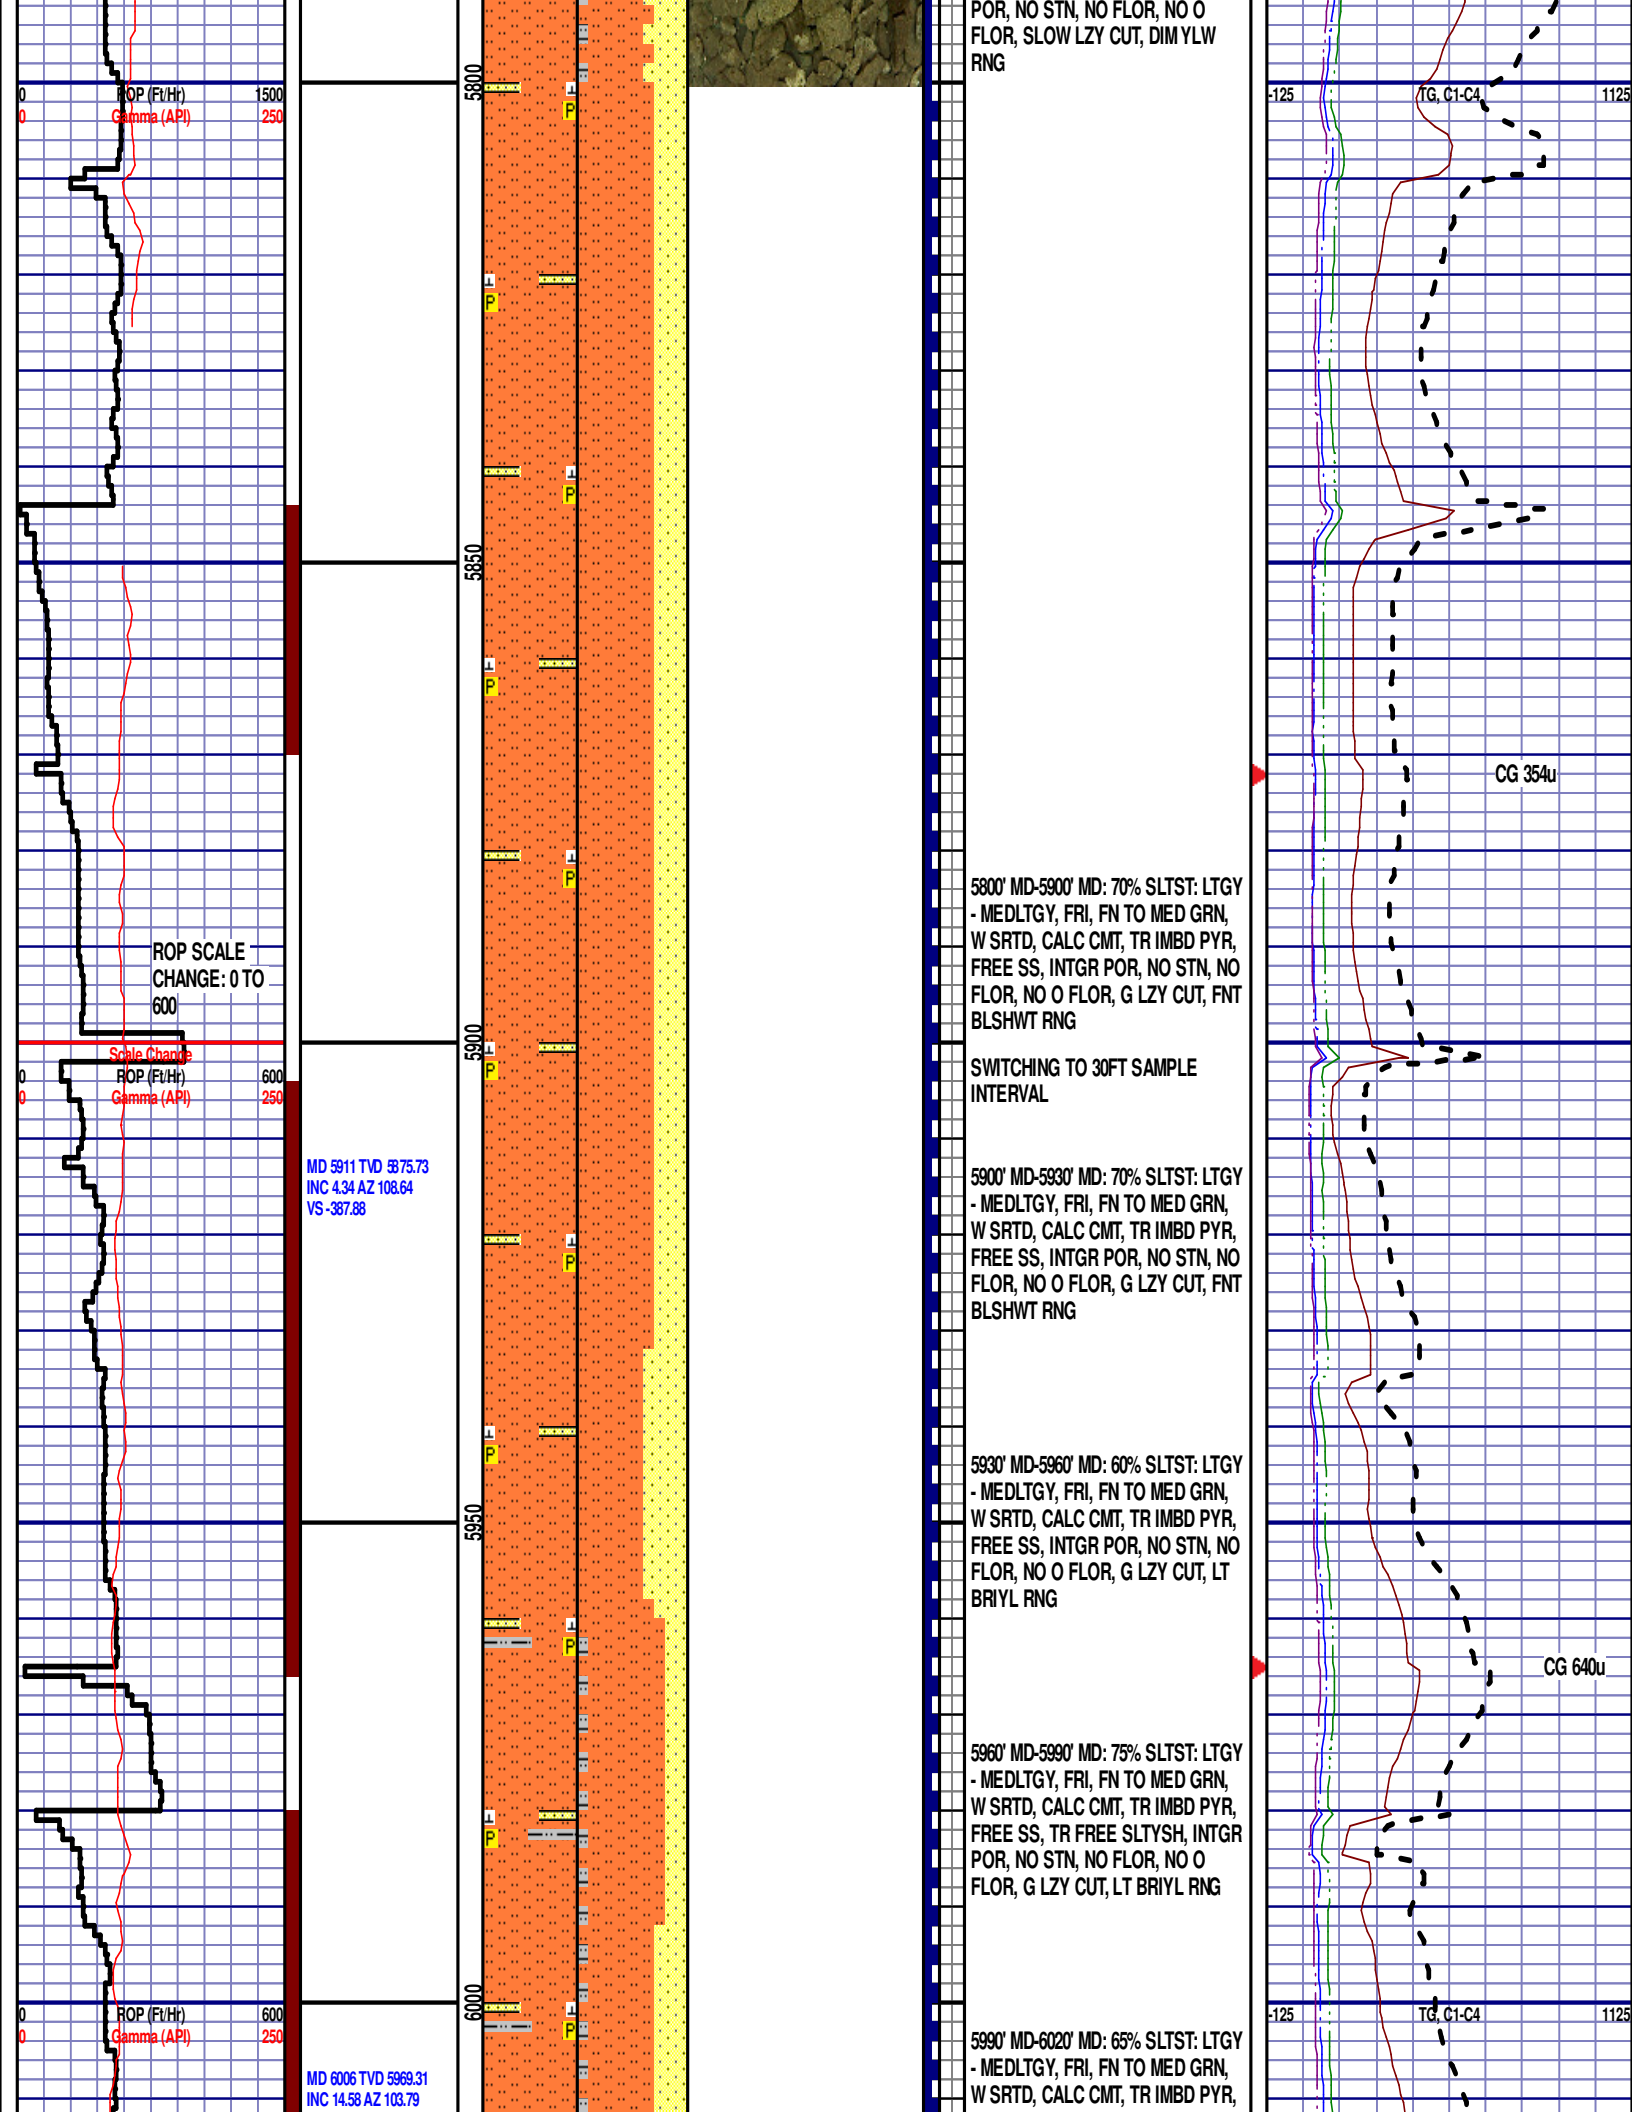 POR, NO STN, NO FLOR, NO O
FLOR, SLOW LZY CUT, DIM YLW
RNG
0 ROP (Ft/Hr) 1500
0 Gamma (API) 250
5800
-125 TG, C1-C4 1125
P
P
P
5850
P
CG 354u
P
5800' MD-5900' MD: 70% SLTST: LTGY
- MEDLTGY, FRI, FN TO MED GRN,
W SRTD, CALC CMT, TR IMBD PYR,
FREE SS, INTGR POR, NO STN, NO
FLOR, NO O FLOR, G LZY CUT, FNT
BLSHWT RNG
ROP SCALE
CHANGE: 0 TO
600
5900
Scale Change
0 ROP (Ft/Hr) 600
0 Gamma (API) 250
P
SWITCHING TO 30FT SAMPLE
INTERVAL
MD 5911 TVD 5875.73
INC 4.34 AZ 108.64
VS -387.88
5900' MD-5930' MD: 70% SLTST: LTGY
- MEDLTGY, FRI, FN TO MED GRN,
W SRTD, CALC CMT, TR IMBD PYR,
FREE SS, INTGR POR, NO STN, NO
FLOR, NO O FLOR, G LZY CUT, FNT
BLSHWT RNG
P
P
5950
5930' MD-5960' MD: 60% SLTST: LTGY
- MEDLTGY, FRI, FN TO MED GRN,
W SRTD, CALC CMT, TR IMBD PYR,
FREE SS, INTGR POR, NO STN, NO
FLOR, NO O FLOR, G LZY CUT, LT
BRIYL RNG
P
CG 640u
5960' MD-5990' MD: 75% SLTST: LTGY
- MEDLTGY, FRI, FN TO MED GRN,
W SRTD, CALC CMT, TR IMBD PYR,
FREE SS, TR FREE SLTYSH, INTGR
POR, NO STN, NO FLOR, NO O
FLOR, G LZY CUT, LT BRIYL RNG
P
6000
0 ROP (Ft/Hr) 600
0 Gamma (API) 250
P
-125 TG, C1-C4 1125
MD 6006 TVD 5969.31
INC 14.58 AZ 103.79
5990' MD-6020' MD: 65% SLTST: LTGY
- MEDLTGY, FRI, FN TO MED GRN,
W SRTD, CALC CMT, TR IMBD PYR,